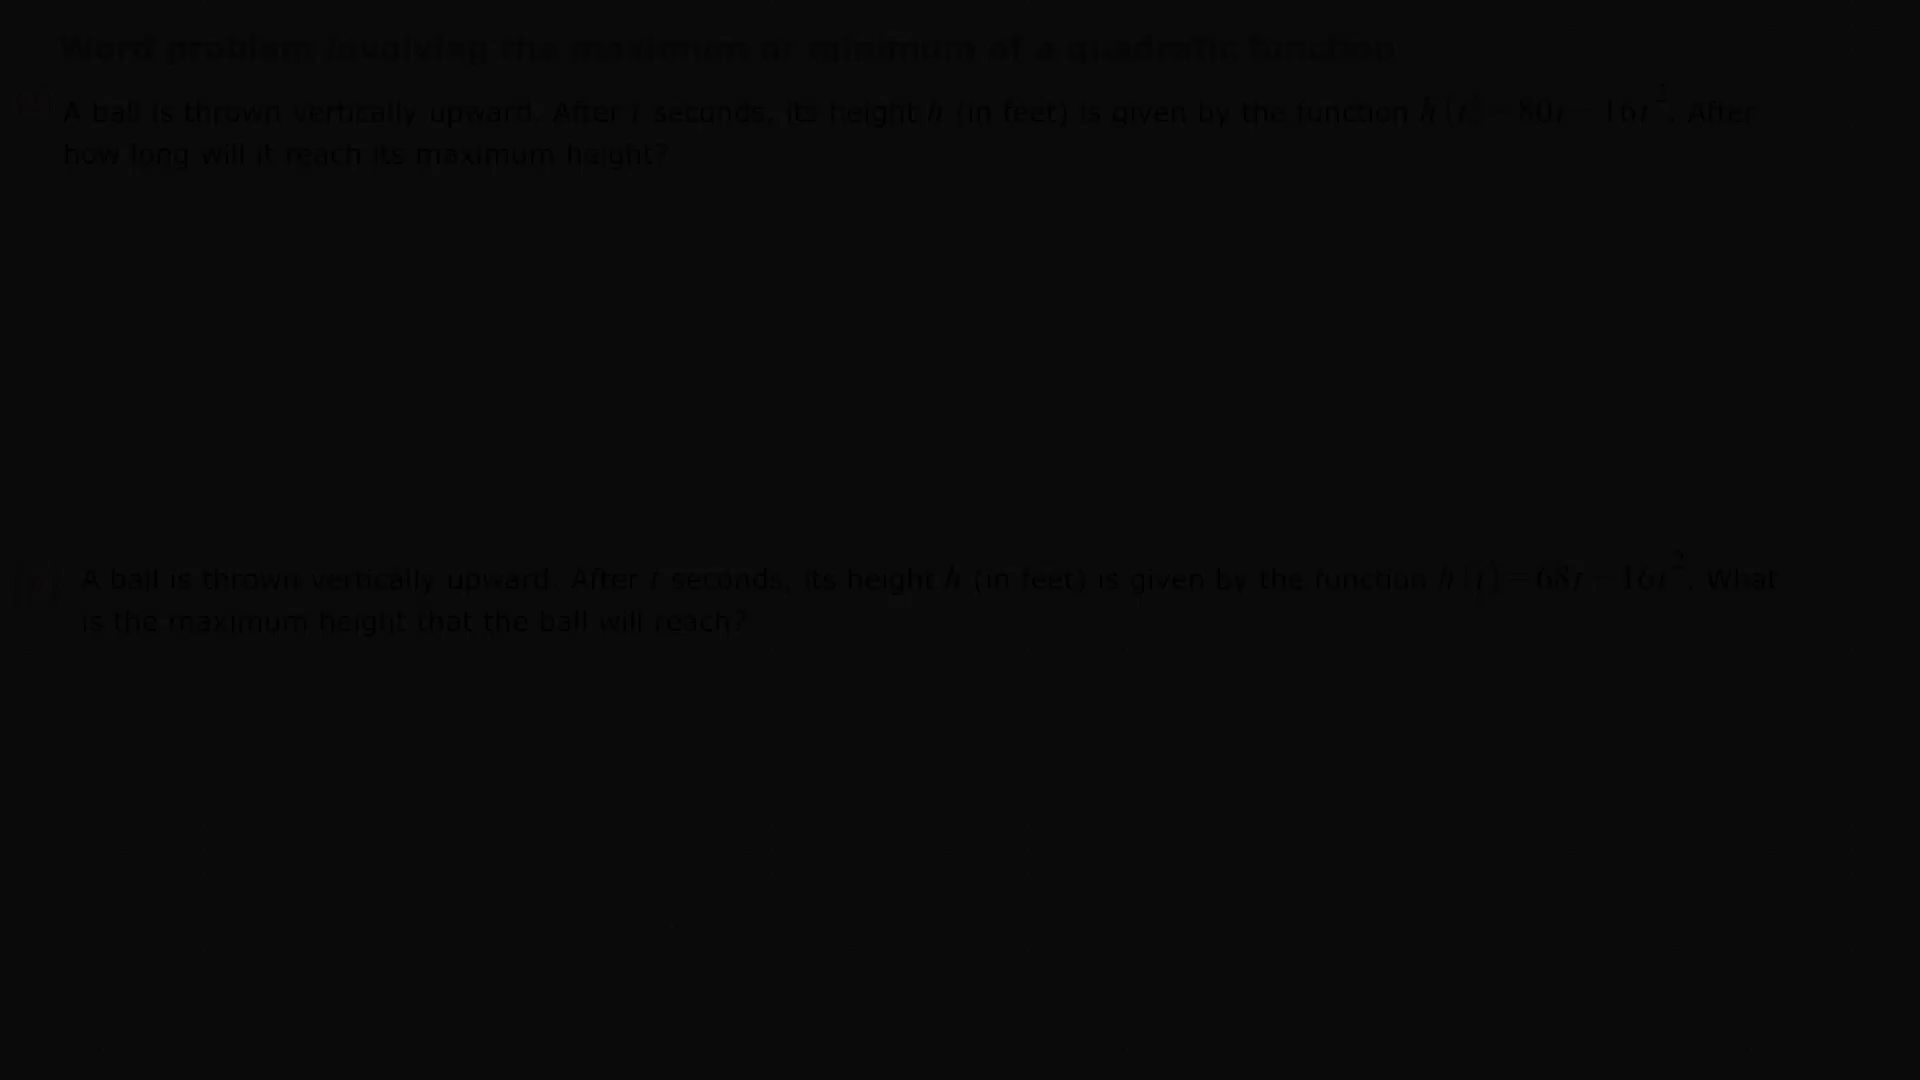 Word problem involving the maximum or minimum of a quadratic function
A ball is thrown vertically upward. After t seconds, its height h (in feet) is given by the function h(t) = 80t − 16t². After
how long will it reach its maximum height?
A ball is thrown vertically upward. After t seconds, its height h (in feet) is given by the function h(t) = 68t − 16t². What
is the maximum height that the ball will reach?